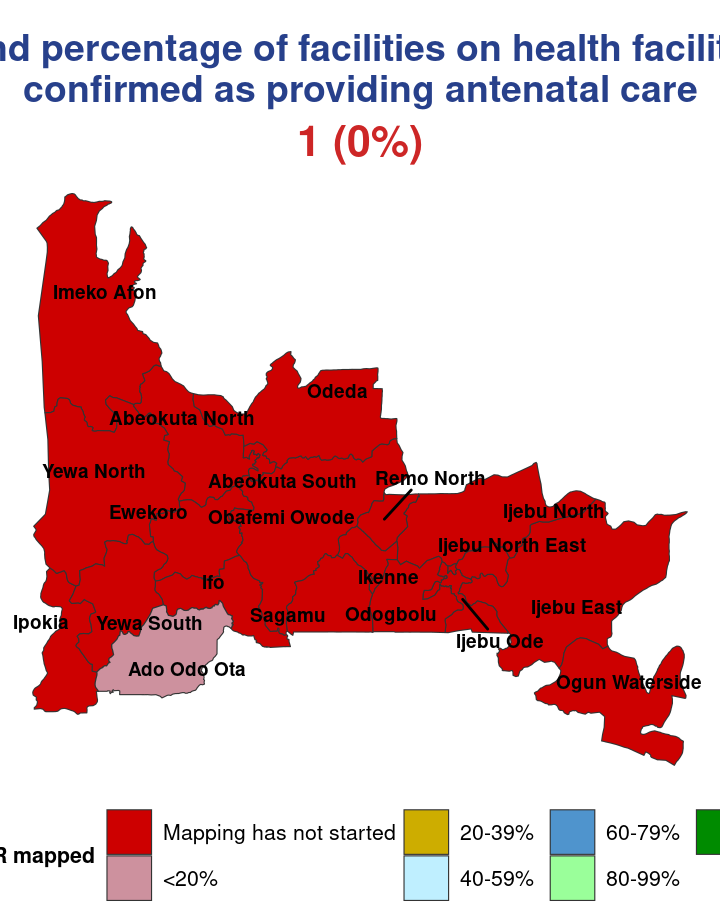 nd percentage of facilities on health facilit
confirmed as providing antenatal care
1 (0%)
Imeko Afon
Odeda
Abeokuta North
Yewa North
Abeokuta South
Remo North
Ewekoro
Obafemi Owode
Ijebu North
Ijebu North East
Ifo
Ikenne
Ipokia
Yewa South
Sagamu
Odogbolu
Ijebu East
Ijebu Ode
Ado Odo Ota
Ogun Waterside
R mapped
Mapping has not started
<20%
20-39%
40-59%
60-79%
80-99%